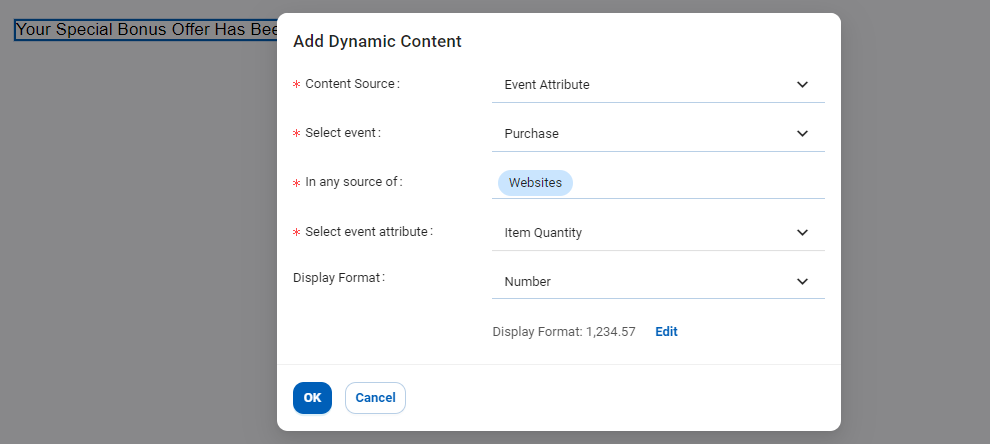 Your Special Bonus Offer Has Bee
Add Dynamic Content
* Content Source: Event Attribute
* Select event: Purchase
* In any source of: Websites
* Select event attribute: Item Quantity
Display Format: Number
Display Format: 1,234.57 Edit
OK Cancel